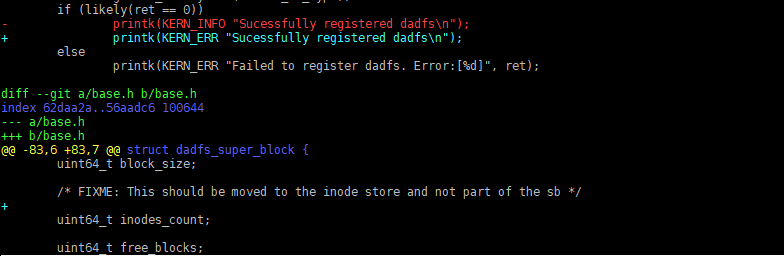 if (likely(ret == 0))
-               printk(KERN_INFO "Sucessfully registered dadfs\n");
+               printk(KERN_ERR "Sucessfully registered dadfs\n");
        else
                printk(KERN_ERR "Failed to register dadfs. Error:[%d]", ret);
diff --git a/base.h b/base.h
index 62daa2a..56aadc6 100644
--- a/base.h
+++ b/base.h
@@ -83,6 +83,7 @@ struct dadfs_super_block {
        uint64_t block_size;
        /* FIXME: This should be moved to the inode store and not part of the sb */
+
        uint64_t inodes_count;
        uint64_t free_blocks;